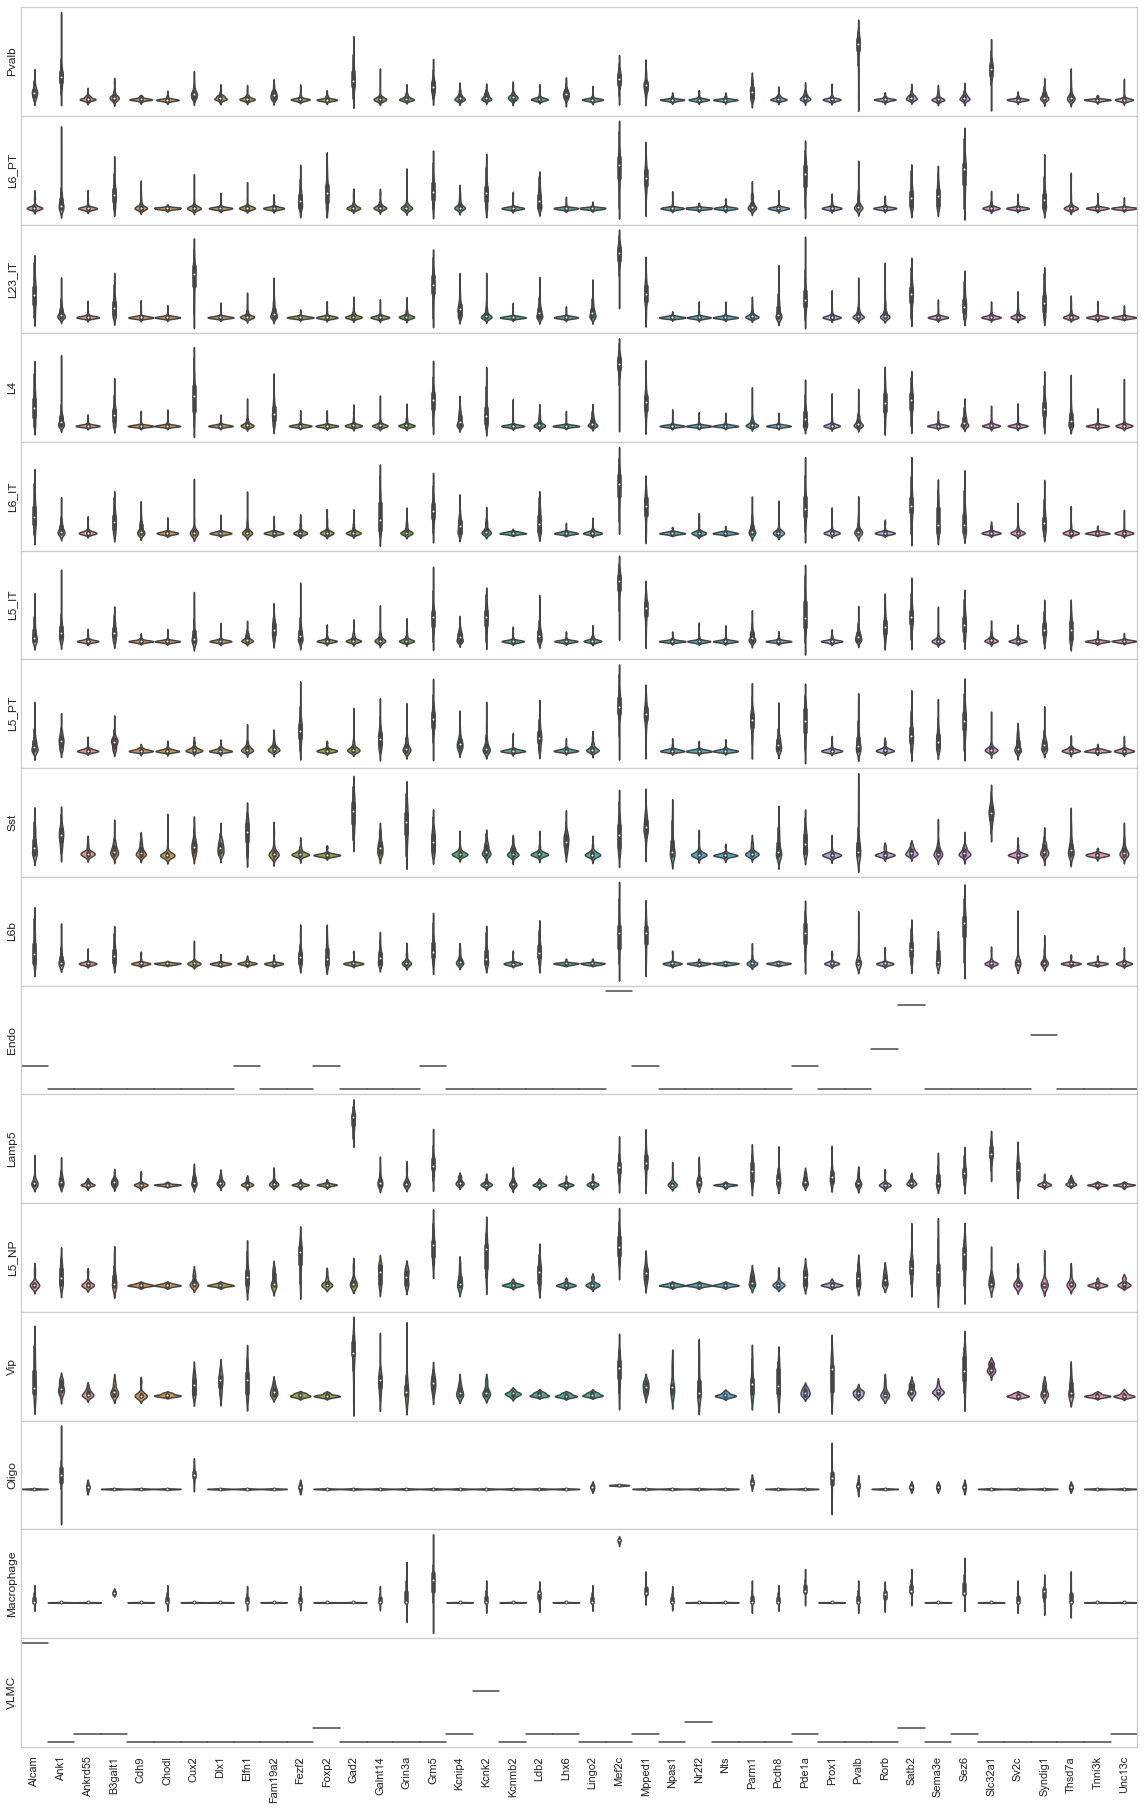 Pvalb
L6_PT
L23_IT
L4
L6_IT
L5_IT
L5_PT
Sst
L6b
Endo
Lamp5
L5_NP
Vip
Oligo
Macrophage
VLMC
Alcam
Ank1
Ankrd55
B3galt1
Cdh9
Chodl
Cux2
Dlx1
Elfn1
Fam19a2
Fezf2
Foxp2
Gad2
Galnt14
Grin3a
Grm5
Kcnip4
Kcnk2
Kcnmb2
Ldb2
Lhx6
Lingo2
Mef2c
Mpped1
Npas1
Nr2f2
Nts
Parm1
Pcdh8
Pde1a
Prox1
Pvalb
Rorb
Satb2
Sema3e
Sez6
Slc32a1
Sv2c
Syndig1
Thsd7a
Tnni3k
Unc13c